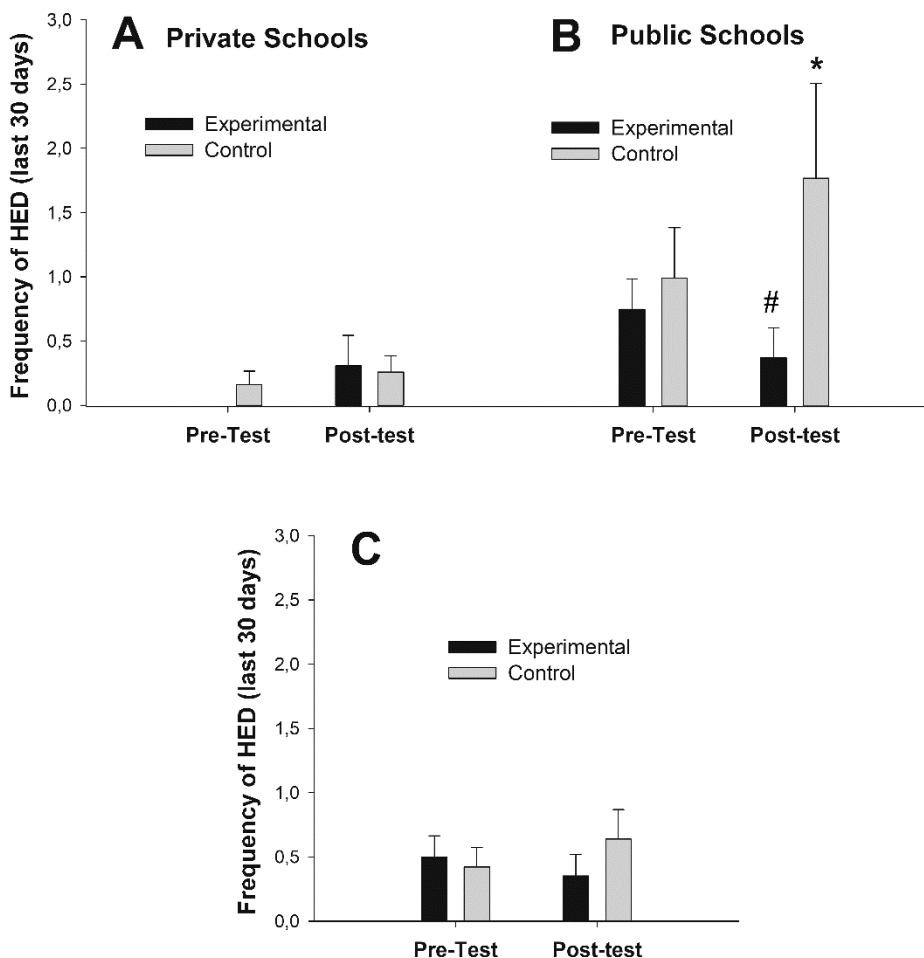 A Private Schools
Frequency of HED (last 30 days)
3,0
2,5
2,0
1,5
1,0
0,5
0,0
Experimental
Control
Pre-Test Post-test
B Public Schools
*
Experimental
Control
#
Pre-Test Post-test
C
Frequency of HED (last 30 days)
3,0
2,5
2,0
1,5
1,0
0,5
0,0
Experimental
Control
Pre-Test Post-test